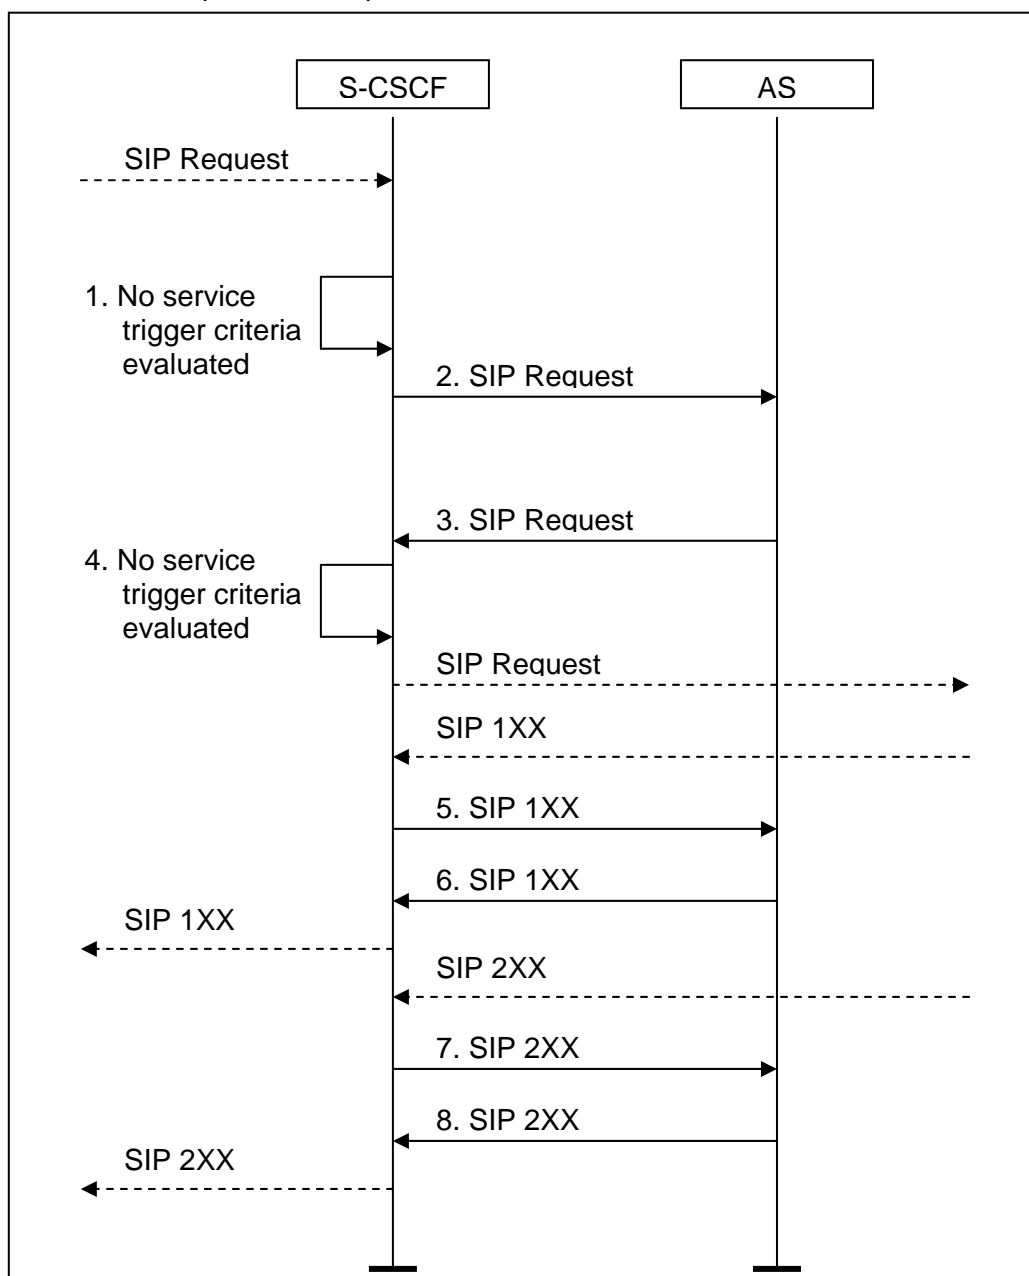 S-CSCF
AS
SIP Request
1. No service
trigger criteria
evaluated
2. SIP Request
3. SIP Request
4. No service
trigger criteria
evaluated
SIP Request
SIP 1XX
5. SIP 1XX
6. SIP 1XX
SIP 1XX
SIP 2XX
7. SIP 2XX
8. SIP 2XX
SIP 2XX